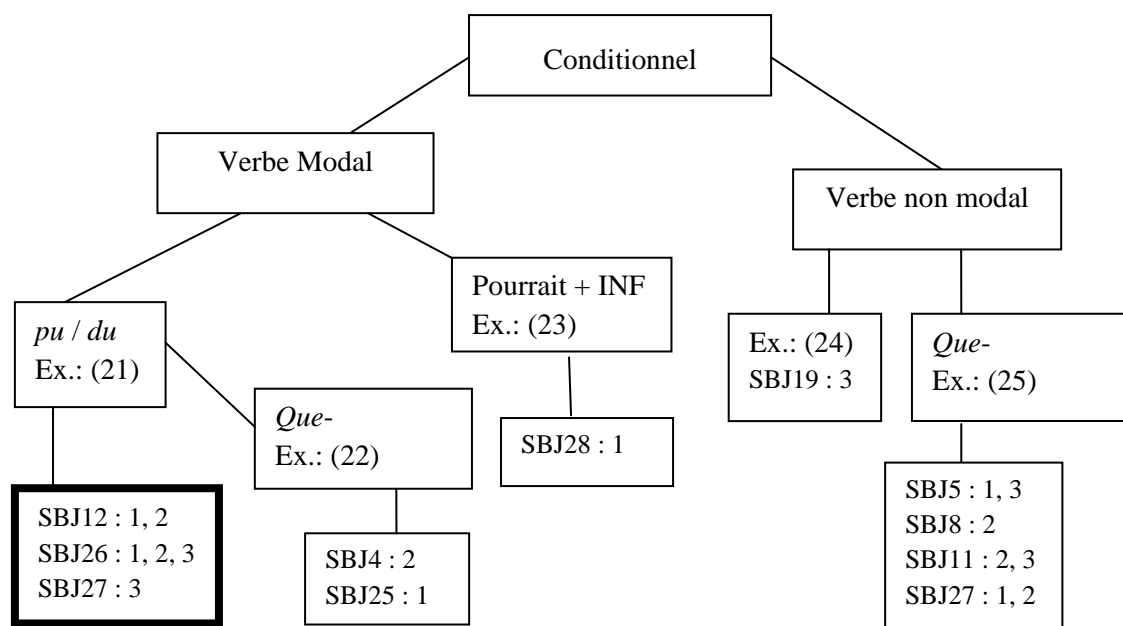 Conditionnel
Verbe Modal
Verbe non modal
pu / du
Ex.: (21)
Pourrait + INF
Ex.: (23)
Ex.: (24)
SBJ19 : 3
Que-
Ex.: (25)
Que-
Ex.: (22)
SBJ28 : 1
SBJ12 : 1, 2
SBJ26 : 1, 2, 3
SBJ27 : 3
SBJ4 : 2
SBJ25 : 1
SBJ5 : 1, 3
SBJ8 : 2
SBJ11 : 2, 3
SBJ27 : 1, 2